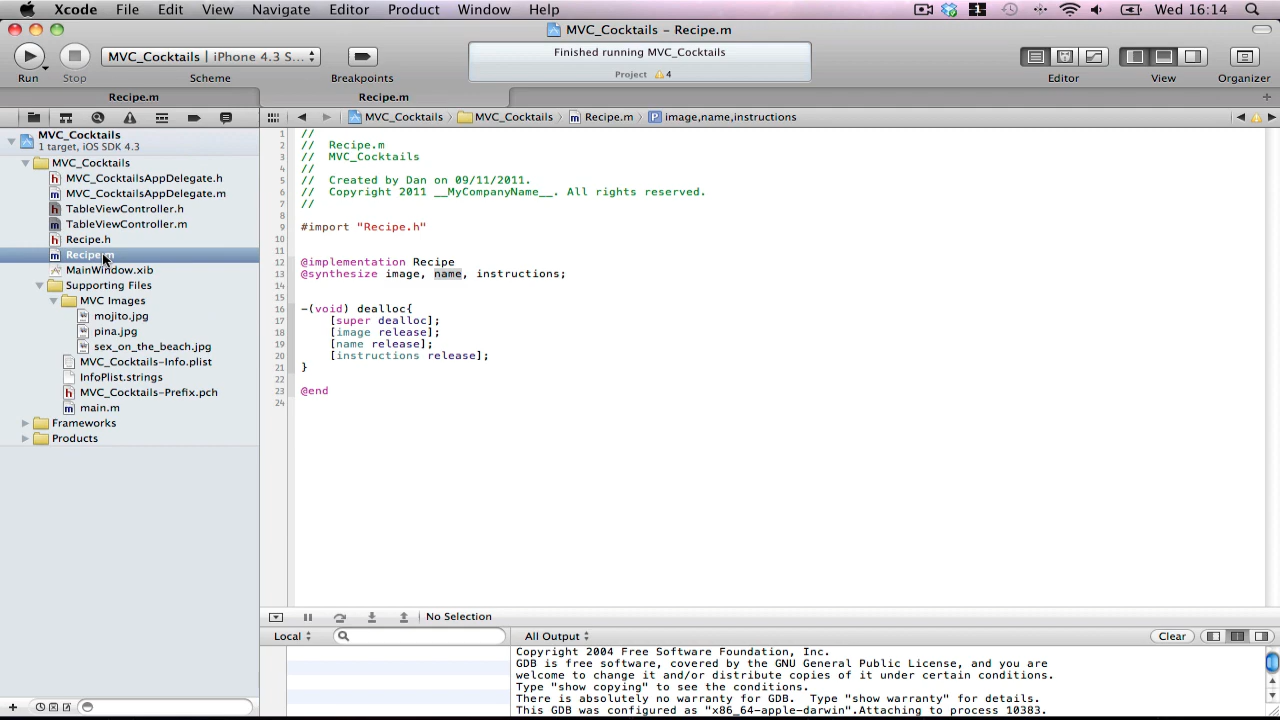 Xcode File Edit View Navigate Editor Product Window Help Wed 16:14
MVC_Cocktails – Recipe.m
MVC_Cocktails | iPhone 4.3 S...
Finished running MVC_Cocktails
Project 4
Run Stop Scheme Breakpoints Editor View Organizer
Recipe.m Recipe.m
MVC_Cocktails MVC_Cocktails Recipe.m P image,name,instructions
MVC_Cocktails
1 target, iOS SDK 4.3
MVC_Cocktails
h MVC_CocktailsAppDelegate.h
m MVC_CocktailsAppDelegate.m
h TableViewController.h
m TableViewController.m
h Recipe.h
m Recipe.m
MainWindow.xib
Supporting Files
MVC Images
mojito.jpg
pina.jpg
sex_on_the_beach.jpg
MVC_Cocktails-Info.plist
InfoPlist.strings
h MVC_Cocktails-Prefix.pch
m main.m
Frameworks
Products
1 //
2 // Recipe.m
3 // MVC_Cocktails
4 //
5 // Created by Dan on 09/11/2011.
6 // Copyright 2011 __MyCompanyName__. All rights reserved.
7 //
8
9 #import "Recipe.h"
10
11
12 @implementation Recipe
13 @synthesize image, name, instructions;
14
15
16 -(void) dealloc{
17 [super dealloc];
18 [image release];
19 [name release];
20 [instructions release];
21 }
22
23 @end
24
No Selection
Local All Output Clear
Copyright 2004 Free Software Foundation, Inc.
GDB is free software, covered by the GNU General Public License, and you are
welcome to change it and/or distribute copies of it under certain conditions.
Type "show copying" to see the conditions.
There is absolutely no warranty for GDB. Type "show warranty" for details.
This GDB was configured as "x86_64-apple-darwin".Attaching to process 10383.